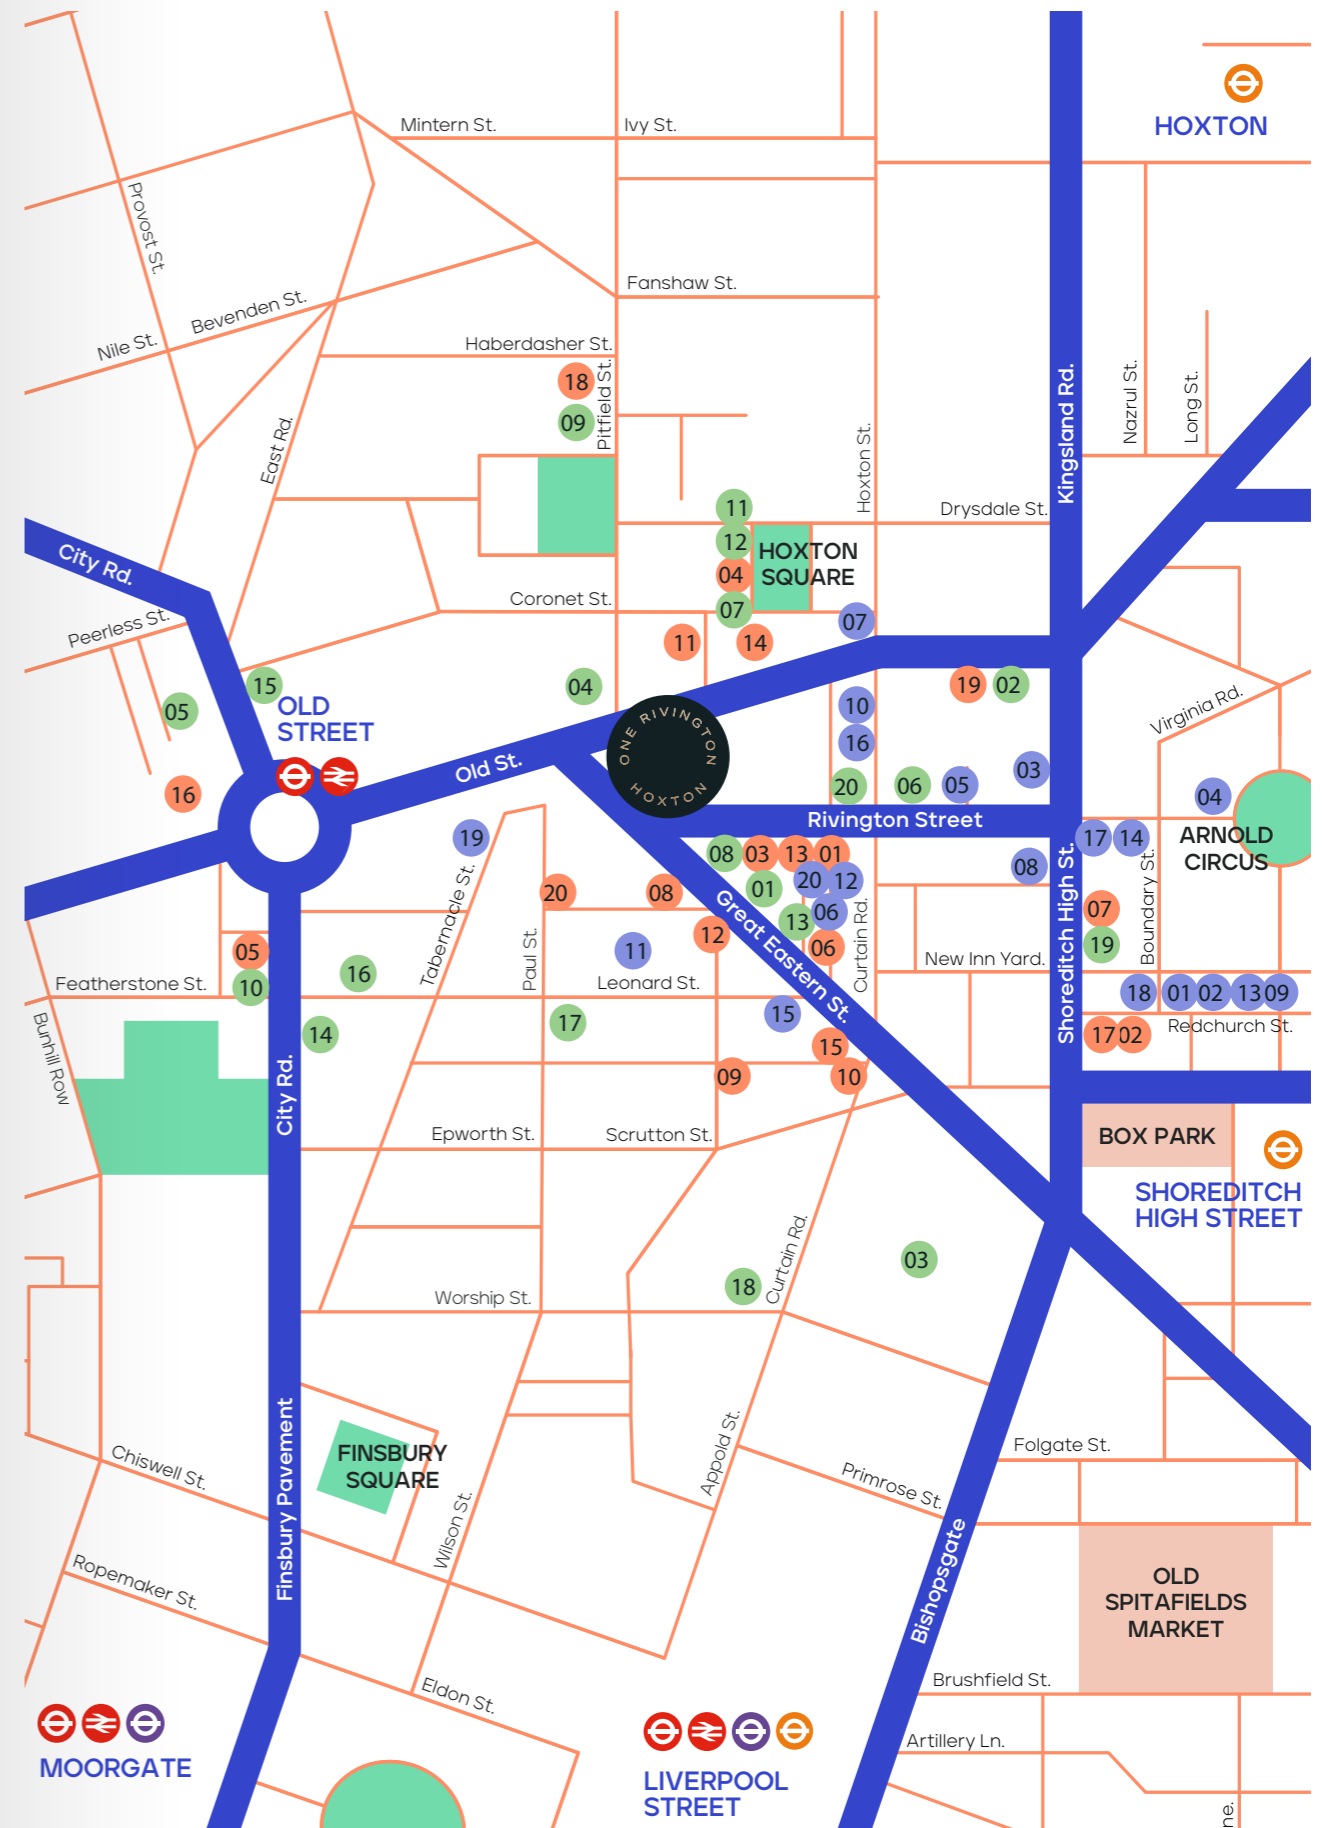 HOXTON
Mintern St.
Ivy St.
Provost St.
Fanshaw St.
Bevenden St.
Nile St.
Haberdasher St.
Pitfield St.
18
09
East Rd.
Hoxton St.
Kingsland Rd.
Nazrul St.
Long St.
Drysdale St.
11
12
04
07
HOXTON
SQUARE
City Rd.
Peerless St.
Coronet St.
07
11
14
15
05
04
19
02
OLD
STREET
16
Old St.
ONE RIVINGTON
HOXTON
10
16
20
06
05
03
Virginia Rd.
04
Rivington Street
ARNOLD
CIRCUS
17
14
19
08
03
13
01
01
20
12
13
06
06
08
Tabernacle St.
20
08
12
11
Great Eastern St.
Curtain Rd.
Shoreditch High St.
Boundary St.
07
19
05
10
16
Paul St.
Leonard St.
New Inn Yard.
Featherstone St.
14
17
15
15
09
10
18
01
02
13
09
Redchurch St.
17
02
Bunhill Row
City Rd.
Epworth St.
Scrutton St.
BOX PARK
SHOREDITCH
HIGH STREET
03
18
Curtain Rd.
Worship St.
Finsbury Pavement
FINSBURY
SQUARE
Chiswell St.
Wilson St.
Appold St.
Primrose St.
Folgate St.
Bishopsgate
OLD
SPITAFIELDS
MARKET
Ropemaker St.
Eldon St.
Brushfield St.
Artillery Ln.
MOORGATE
LIVERPOOL
STREET
ne.